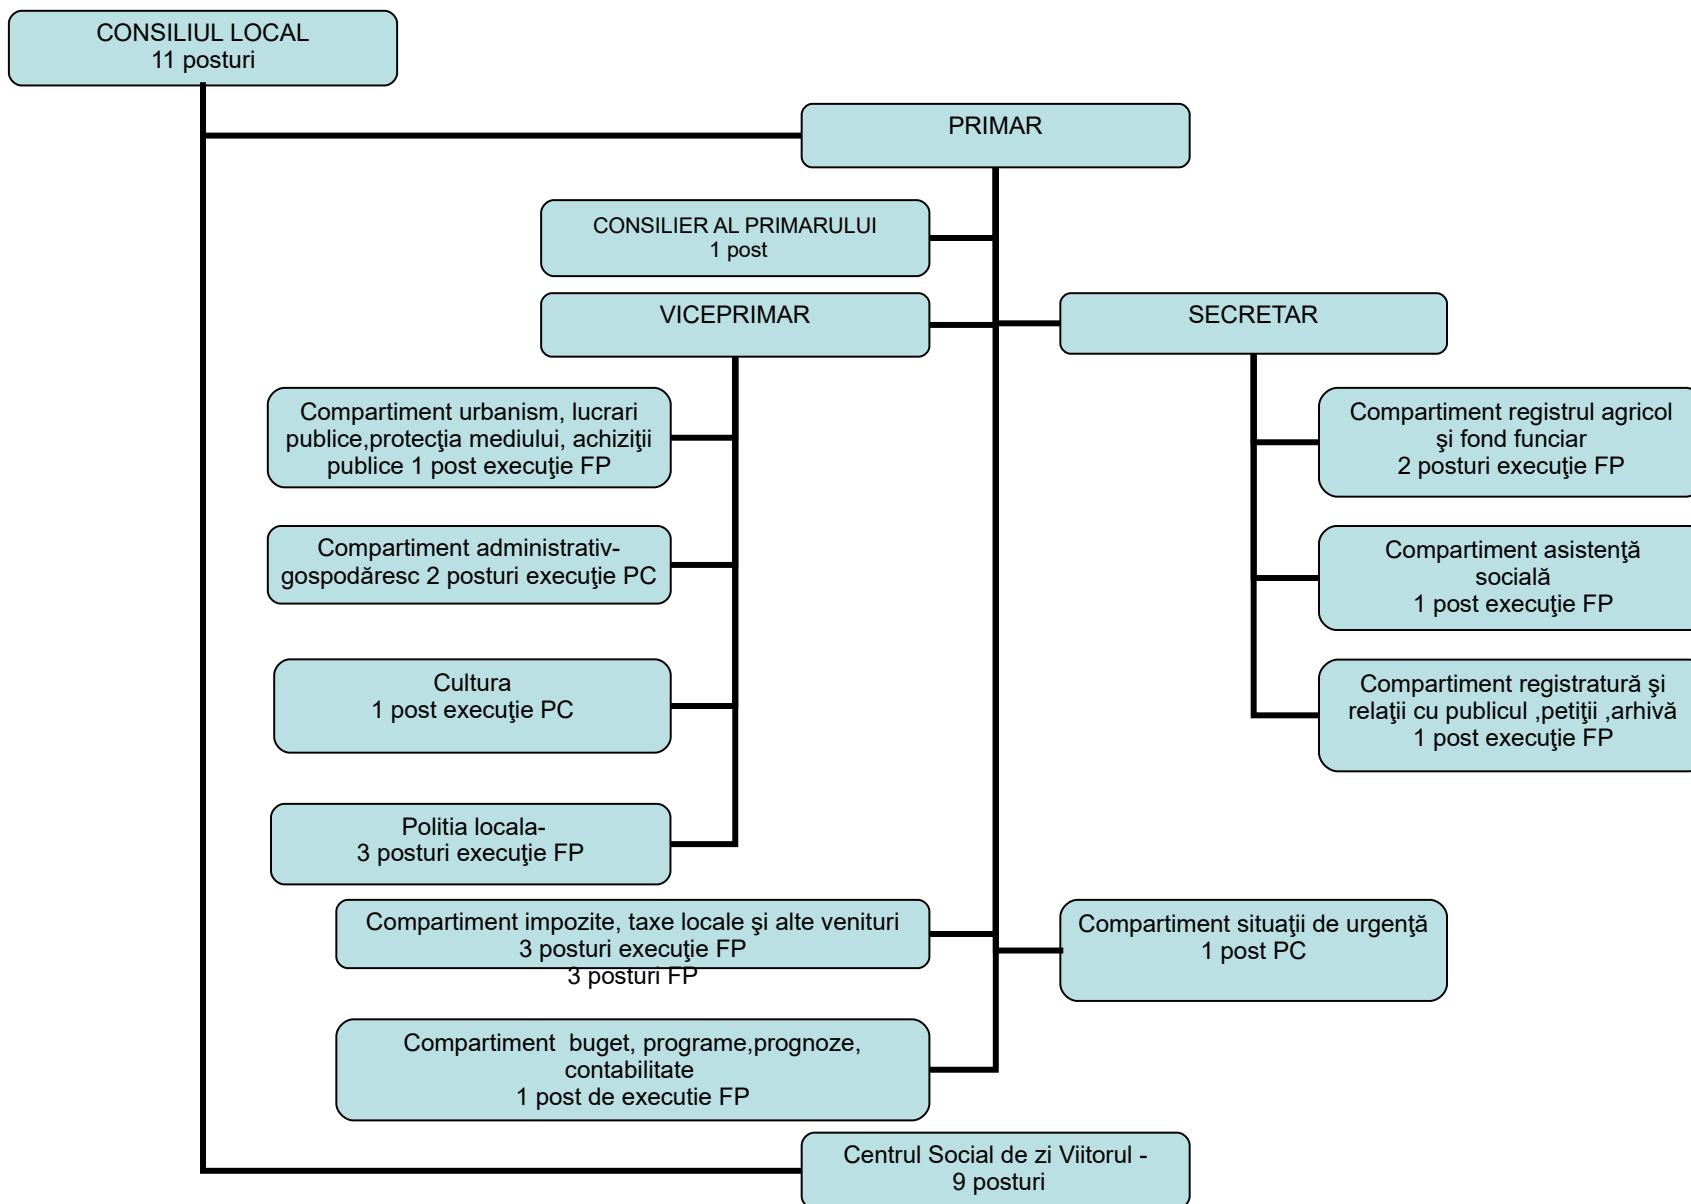 CONSILIUL LOCAL
11 posturi
PRIMAR
CONSILIER AL PRIMARULUI
1 post
VICEPRIMAR
SECRETAR
Compartiment urbanism, lucrari
publice,protecţia mediului, achiziţii
publice 1 post execuţie FP
Compartiment registrul agricol
şi fond funciar
2 posturi execuţie FP
Compartiment administrativ-
gospodăresc 2 posturi execuţie PC
Compartiment asistenţă
socială
1 post execuţie FP
Cultura
1 post execuţie PC
Compartiment registratură şi
relaţii cu publicul ,petiţii ,arhivă
1 post execuţie FP
Politia locala-
3 posturi execuţie FP
Compartiment impozite, taxe locale şi alte venituri
3 posturi execuţie FP
3 posturi FP
Compartiment situaţii de urgenţă
1 post PC
Compartiment  buget, programe,prognoze,
contabilitate
1 post de executie FP
Centrul Social de zi Viitorul -
9 posturi